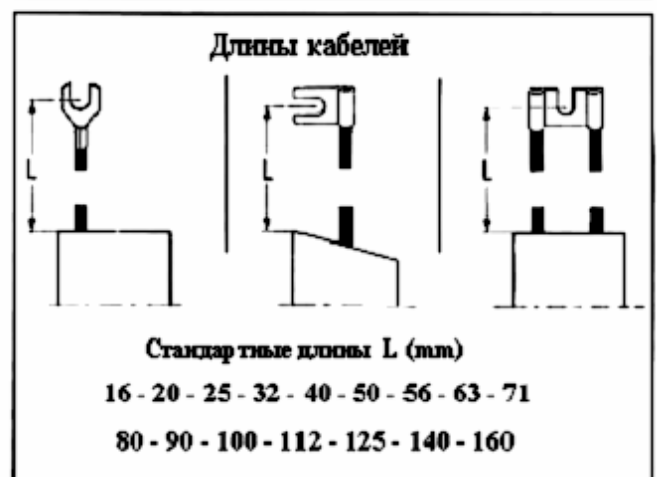 Длины кабелей
L L L
Стандартные длины L (mm)
16 - 20 - 25 - 32 - 40 - 50 - 56 - 63 - 71
80 - 90 - 100 - 112 - 125 - 140 - 160